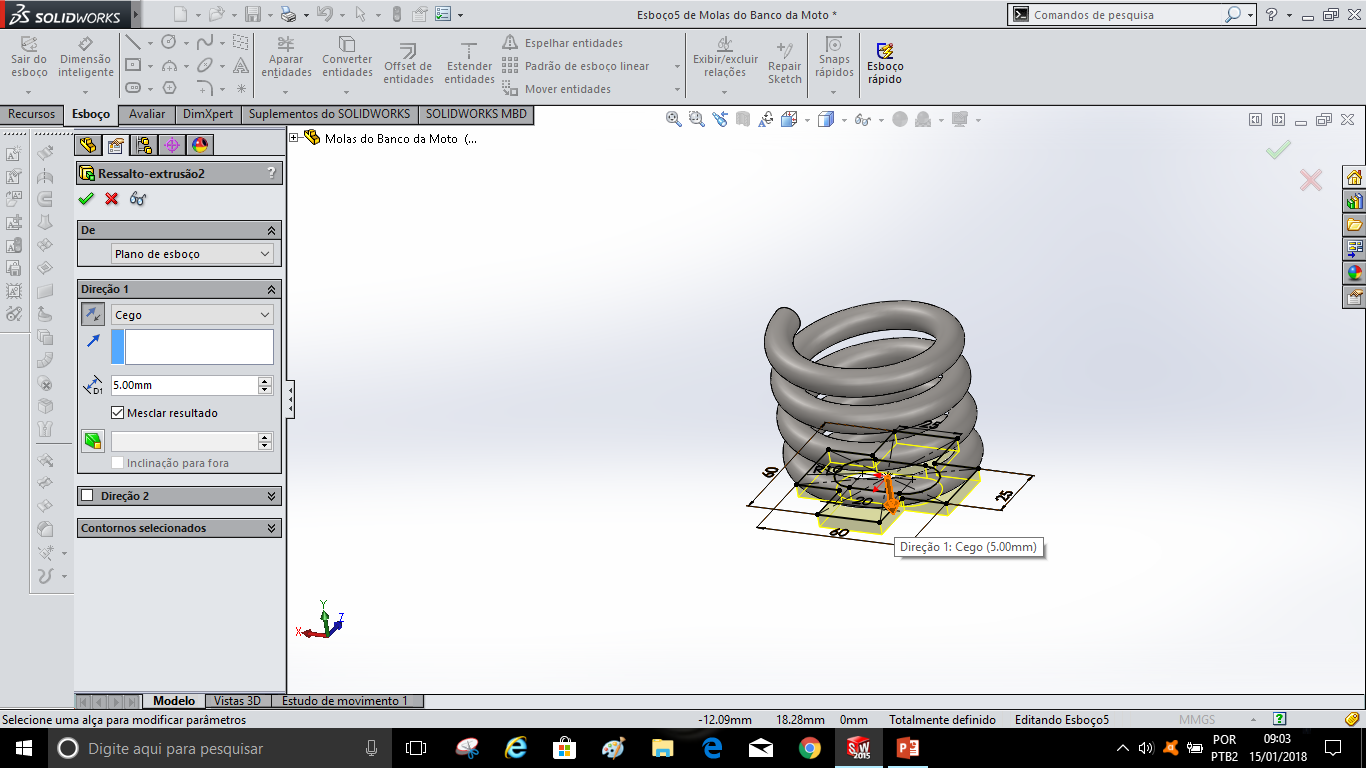 SOLIDWORKS
Esboço5 de Molas do Banco da Moto *
Comandos de pesquisa
Sair do esboço
Dimensão inteligente
Aparar entidades
Converter entidades
Offset de entidades
Estender entidades
Espelhar entidades
Padrão de esboço linear
Mover entidades
Exibir/excluir relações
Repair Sketch
Snaps rápidos
Esboço rápido
Recursos
Esboço
Avaliar
DimXpert
Suplementos do SOLIDWORKS
SOLIDWORKS MBD
Molas do Banco da Moto (...
Ressalto-extrusão2
?
De
Plano de esboço
Direção 1
Cego
D1
5.00mm
Mesclar resultado
Inclinação para fora
Direção 2
Contornos selecionados
25
20
60
25
Direção 1: Cego (5.00mm)
Y
Z
X
Modelo
Vistas 3D
Estudo de movimento 1
Selecione uma alça para modificar parâmetros
-12.09mm
18.28mm
0mm
Totalmente definido
Editando Esboço5
MMGS
Digite aqui para pesquisar
SW
2015
POR
PTB2
09:03
15/01/2018